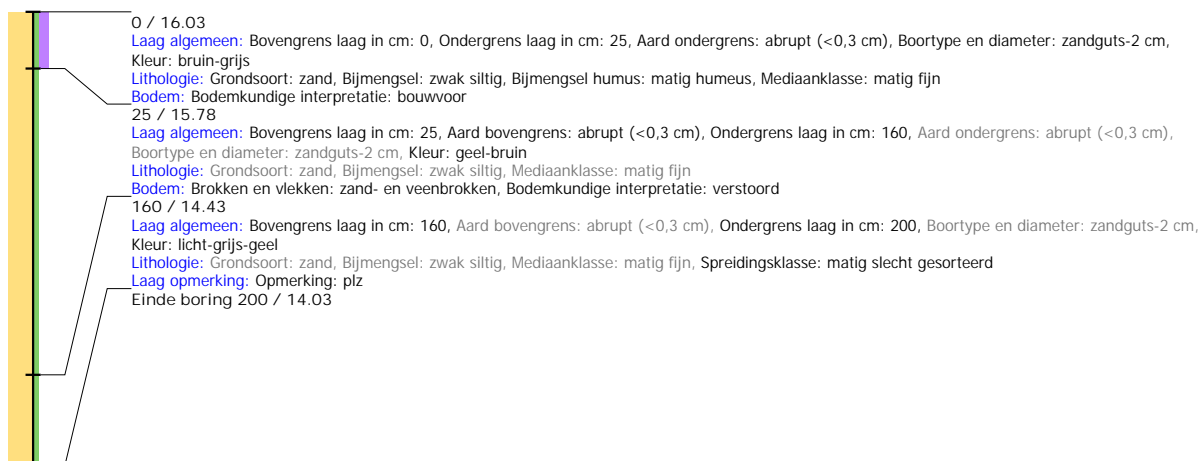 0 / 16.03
Laag algemeen: Bovengrens laag in cm: 0, Ondergrens laag in cm: 25, Aard ondergrens: abrupt (<0,3 cm), Boortype en diameter: zandguts-2 cm,
Kleur: bruin-grijs
Lithologie: Grondsoort: zand, Bijmengsel: zwak siltig, Bijmengsel humus: matig humeus, Mediaanklasse: matig fijn
Bodem: Bodemkundige interpretatie: bouwvoor
25 / 15.78
Laag algemeen: Bovengrens laag in cm: 25, Aard bovengrens: abrupt (<0,3 cm), Ondergrens laag in cm: 160, Aard ondergrens: abrupt (<0,3 cm),
Boortype en diameter: zandguts-2 cm, Kleur: geel-bruin
Lithologie: Grondsoort: zand, Bijmengsel: zwak siltig, Mediaanklasse: matig fijn
Bodem: Brokken en vlekken: zand- en veenbrokken, Bodemkundige interpretatie: verstoord
160 / 14.43
Laag algemeen: Bovengrens laag in cm: 160, Aard bovengrens: abrupt (<0,3 cm), Ondergrens laag in cm: 200, Boortype en diameter: zandguts-2 cm,
Kleur: licht-grijs-geel
Lithologie: Grondsoort: zand, Bijmengsel: zwak siltig, Mediaanklasse: matig fijn, Spreidingsklasse: matig slecht gesorteerd
Laag opmerking: Opmerking: plz
Einde boring 200 / 14.03